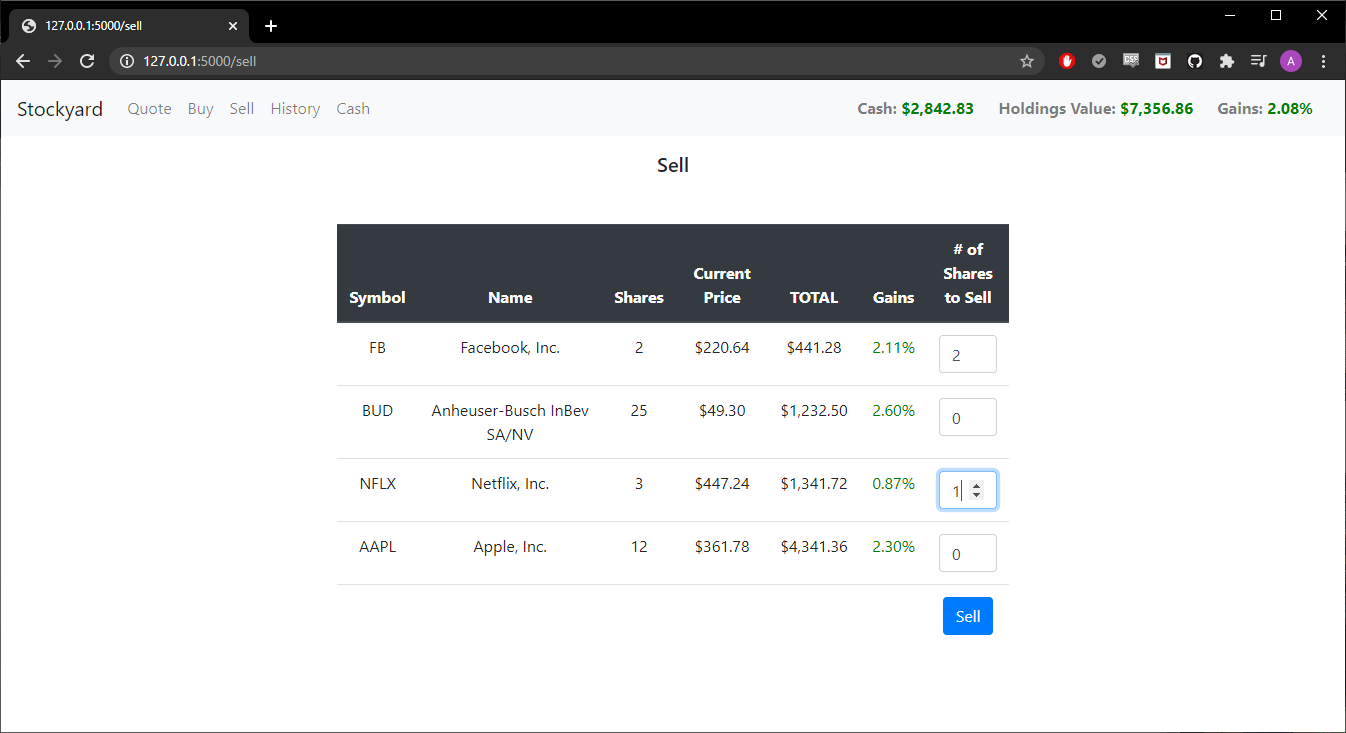 127.0.0.1:5000/sell
127.0.0.1:5000/sell
A
Stockyard Quote Buy Sell History Cash Cash: $2,842.83 Holdings Value: $7,356.86 Gains: 2.08%
Sell
Symbol Name Shares Current Price TOTAL Gains # of Shares to Sell
FB Facebook, Inc. 2 $220.64 $441.28 2.11% 2
BUD Anheuser-Busch InBev SA/NV 25 $49.30 $1,232.50 2.60% 0
NFLX Netflix, Inc. 3 $447.24 $1,341.72 0.87% 1
AAPL Apple, Inc. 12 $361.78 $4,341.36 2.30% 0
Sell